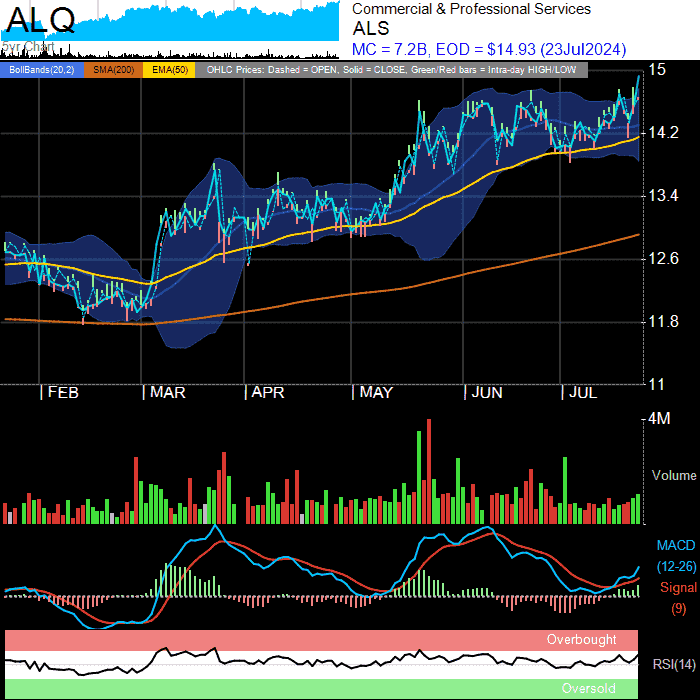 ALQ
5yr Chart
Commercial & Professional Services
ALS
MC = 7.2B, EOD = $14.93 (23Jul2024)
BollBands(20,2) SMA(200) EMA(50) OHLC Prices: Dashed = OPEN, Solid = CLOSE, Green/Red bars = Intra-day HIGH/LOW
15
14.2
13.4
12.6
11.8
11
FEB MAR APR MAY JUN JUL
4M
Volume
MACD
(12-26)
Signal
(9)
Overbought
RSI(14)
Oversold